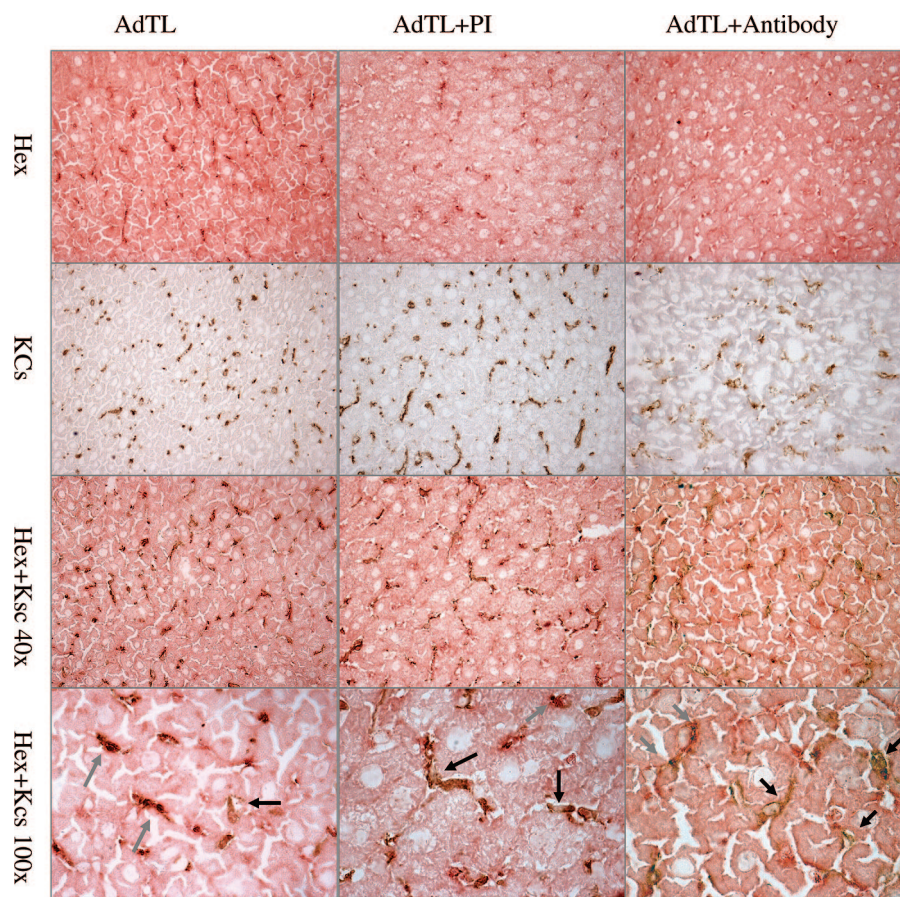 AdTL
AdTL+PI
AdTL+Antibody
Hex
KCs
Hex+Ksc 40x
Hex+Kcs 100x